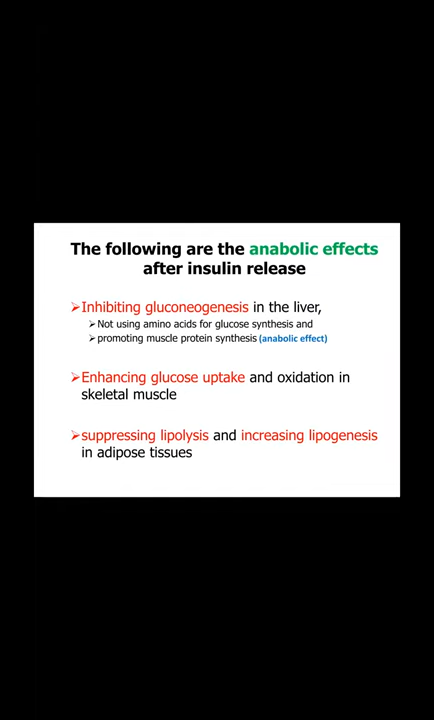 The following are the anabolic effects
after insulin release
➢Inhibiting gluconeogenesis in the liver,
➢Not using amino acids for glucose synthesis and
➢promoting muscle protein synthesis (anabolic effect)
➢Enhancing glucose uptake and oxidation in
skeletal muscle
➢suppressing lipolysis and increasing lipogenesis
in adipose tissues